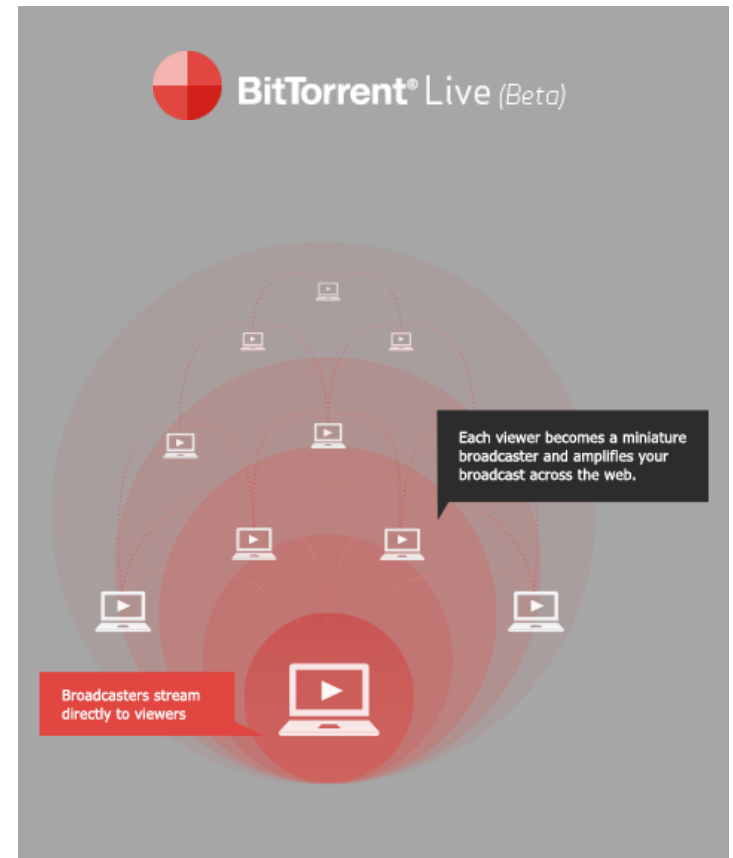 BitTorrent® Live (Beta)
Each viewer becomes a miniature
broadcaster and amplifies your
broadcast across the web.
Broadcasters stream
directly to viewers